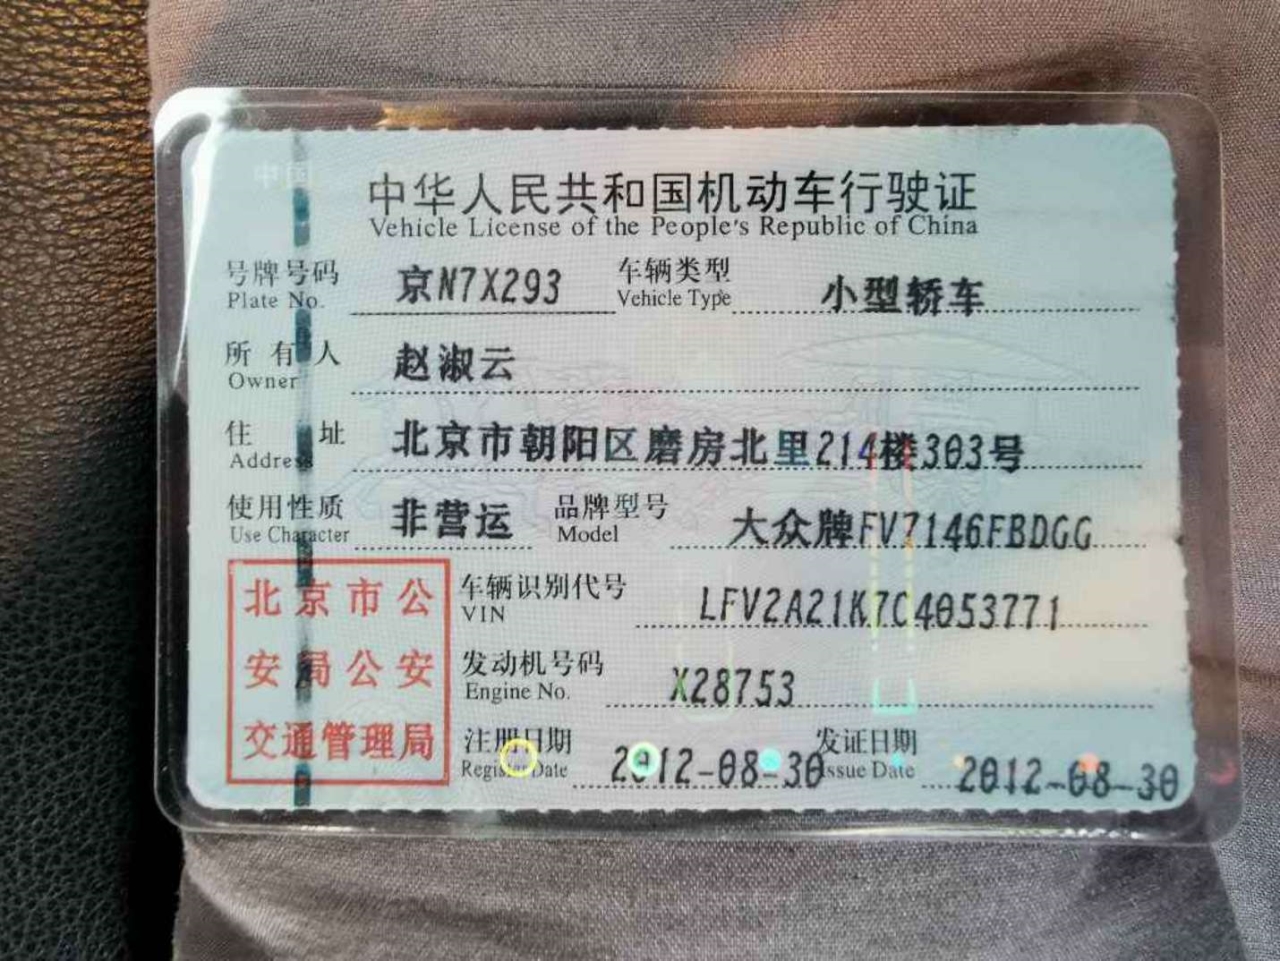 中华人民共和国机动车行驶证
Vehicle License of the People's Republic of China
号牌号码 京N7X293 车辆类型 小型轿车
Plate No. Vehicle Type
所有人 赵淑云
Owner
住址 北京市朝阳区磨房北里214楼303号
Address
使用性质 非营运 品牌型号 大众牌FV7146FBDGG
Use Character Model
北京市公
安局公安
交通管理局
车辆识别代号 LFV2A21K7C4053771
VIN
发动机号码 X28753
Engine No.
注册日期 2012-08-30 发证日期 2012-08-30
Register Date Issue Date